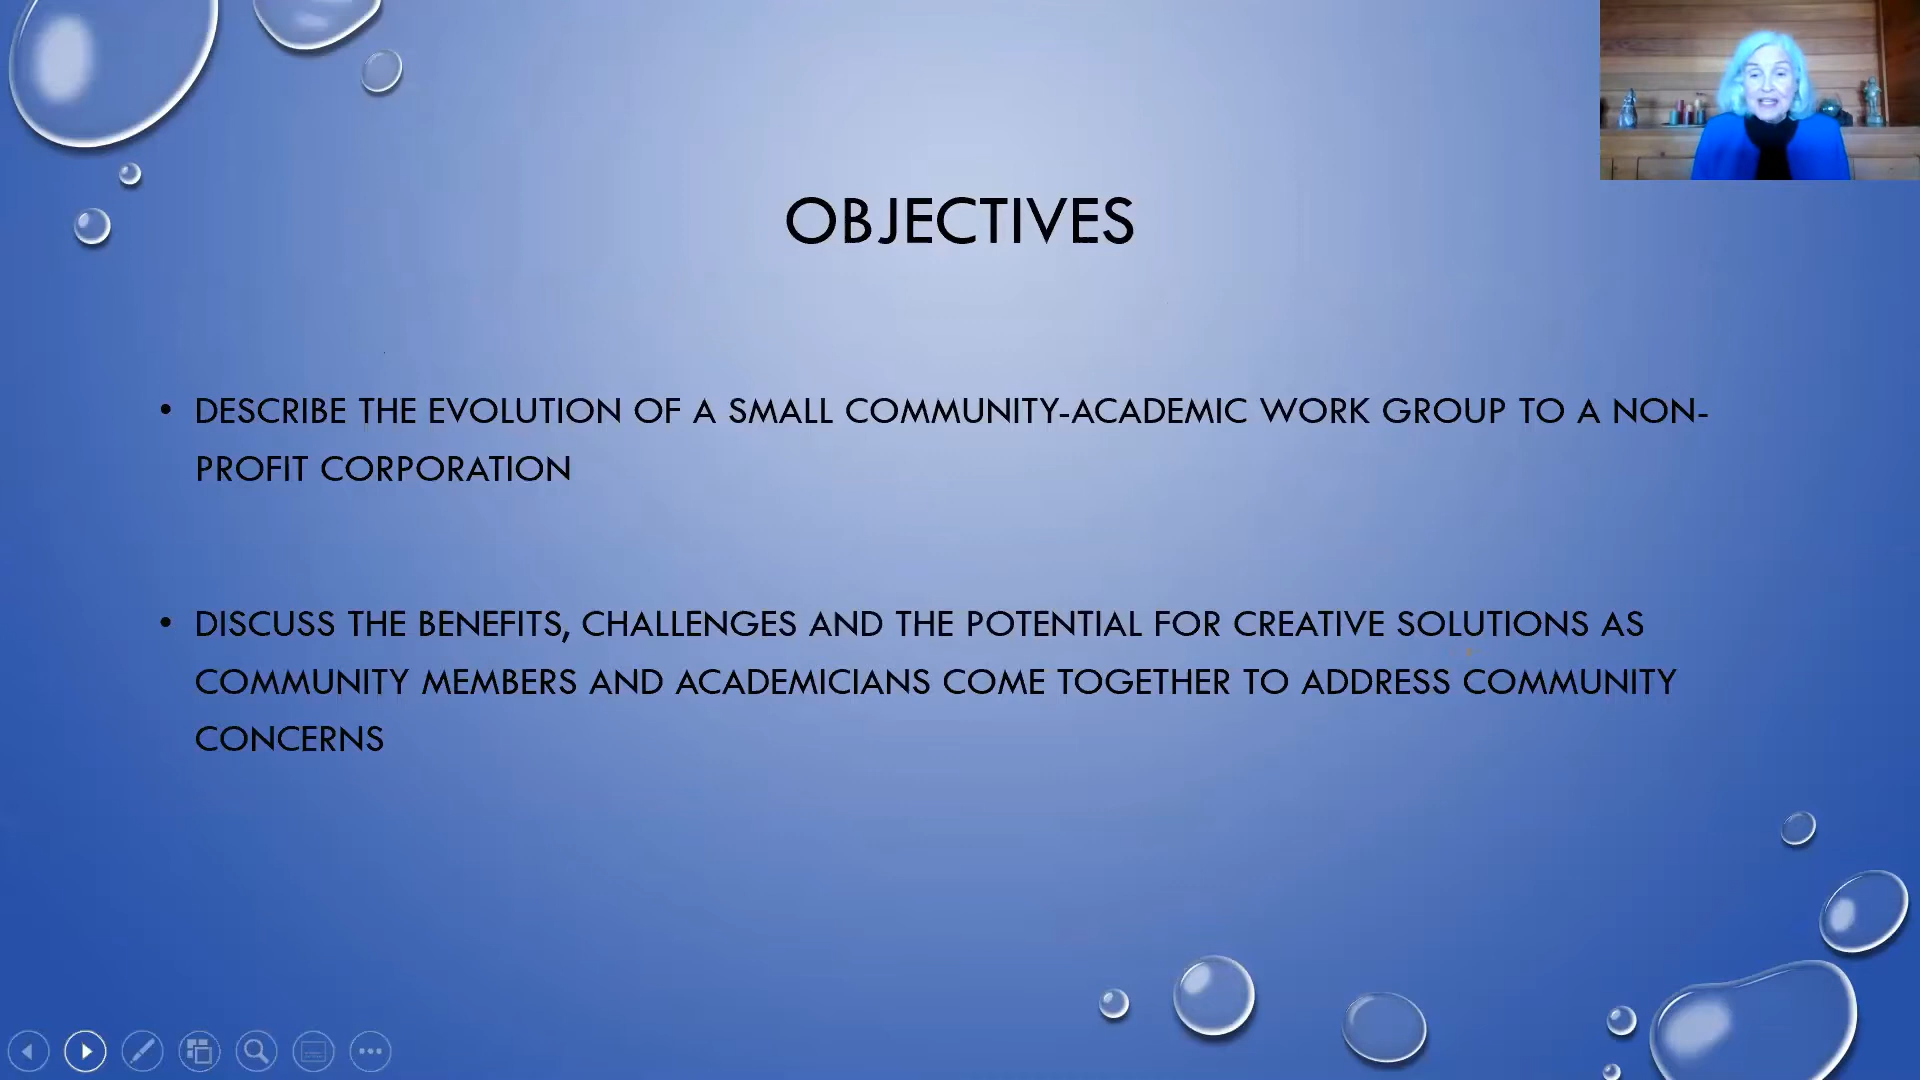 OBJECTIVES
• DESCRIBE THE EVOLUTION OF A SMALL COMMUNITY-ACADEMIC WORK GROUP TO A NON-
PROFIT CORPORATION
• DISCUSS THE BENEFITS, CHALLENGES AND THE POTENTIAL FOR CREATIVE SOLUTIONS AS
COMMUNITY MEMBERS AND ACADEMICIANS COME TOGETHER TO ADDRESS COMMUNITY
CONCERNS